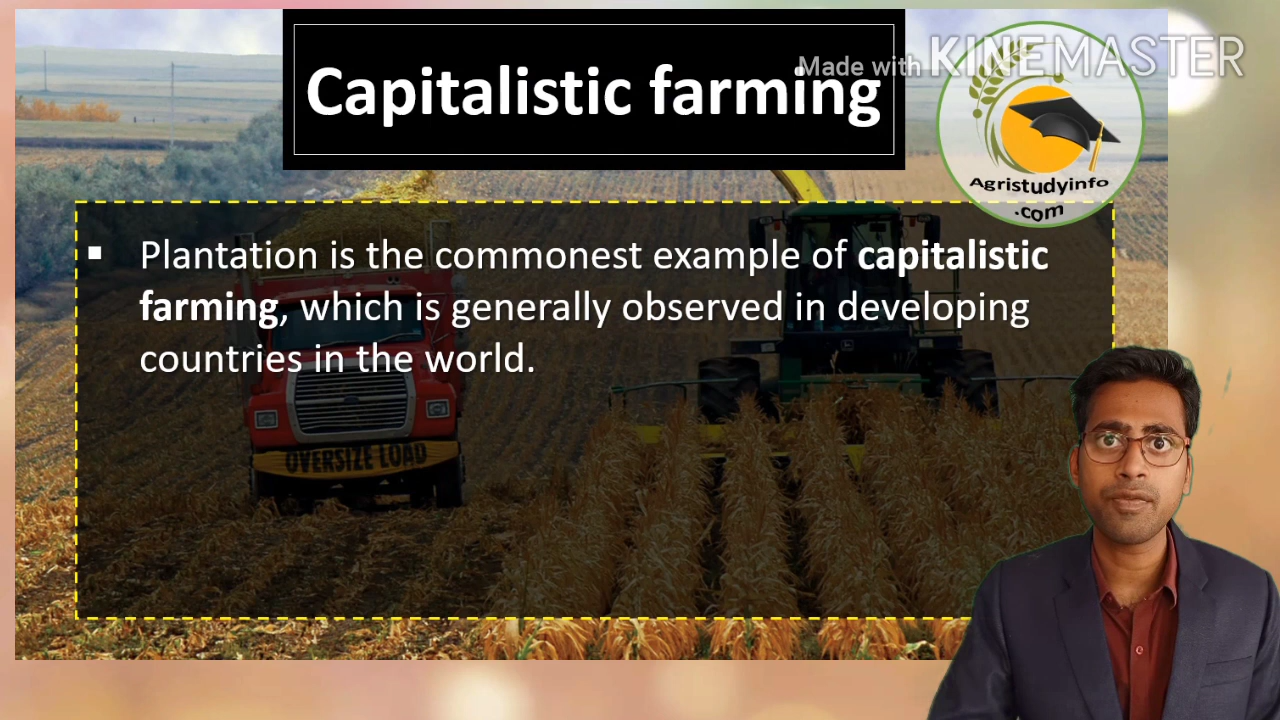 Capitalistic farming
Made with KINEMASTER
Agristudyinfo
.com
▪ Plantation is the commonest example of capitalistic
farming, which is generally observed in developing
countries in the world.
OVERSIZE LOAD